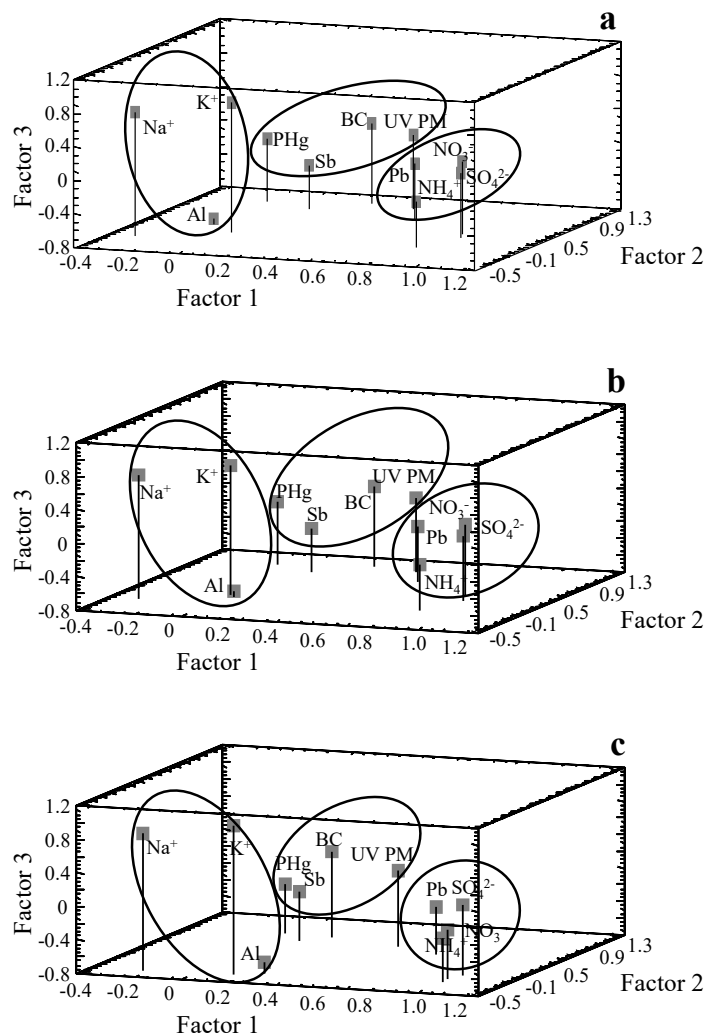 a
1.2
0.8
0.4
0
-0.4
-0.8
Factor 3
Na⁺
K⁺
Al
PHg
Sb
BC
UV PM
Pb
NO₃⁻
NH₄⁺
SO₄²⁻
-0.4 -0.2 0 0.2 0.4 0.6 0.8 1.0 1.2
Factor 1
-0.5 -0.1 0.5 0.9 1.3
Factor 2
b
1.2
0.8
0.4
0
-0.4
-0.8
Factor 3
Na⁺
K⁺
Al
PHg
Sb
BC
UV PM
NO₃⁻
Pb
SO₄²⁻
NH₄⁺
-0.4 -0.2 0 0.2 0.4 0.6 0.8 1.0 1.2
Factor 1
-0.5 -0.1 0.5 0.9 1.3
Factor 2
c
1.2
0.8
0.4
0
-0.4
-0.8
Factor 3
Na⁺
K⁺
Al
PHg
Sb
BC
UV PM
Pb
SO₄²⁻
NO₃⁻
NH₄⁺
-0.4 -0.2 0 0.2 0.4 0.6 0.8 1.0 1.2
Factor 1
-0.5 -0.1 0.5 0.9 1.3
Factor 2